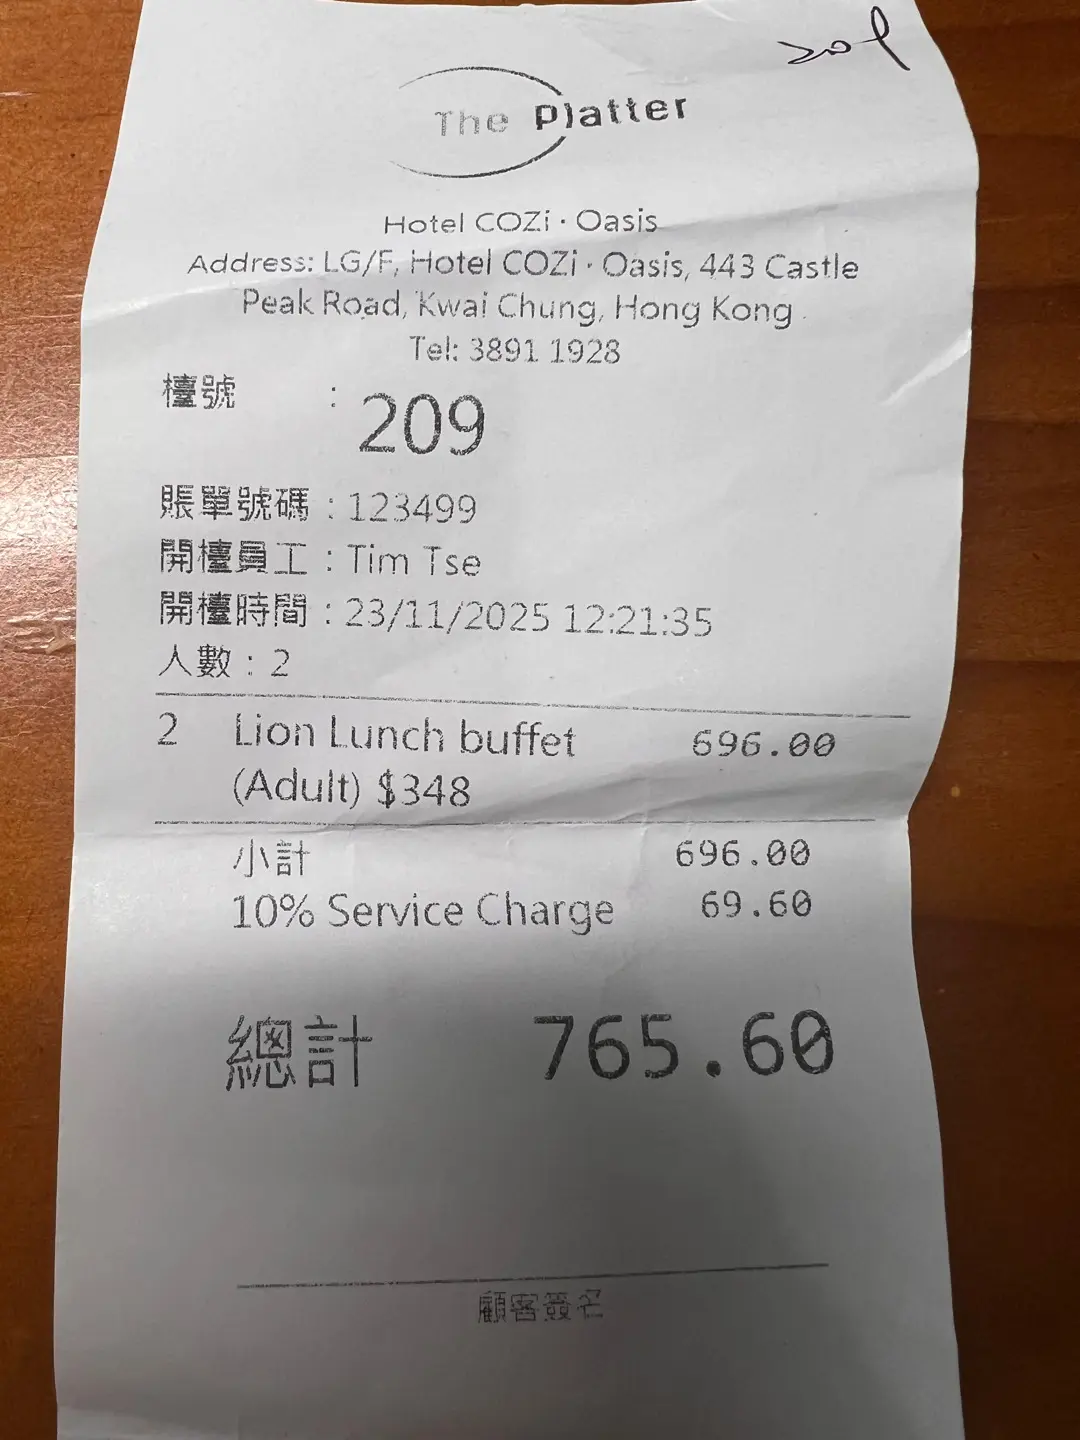 209
The Platter
Hotel COZi · Oasis
Address: LG/F, Hotel COZi · Oasis, 443 Castle
Peak Road, Kwai Chung, Hong Kong
Tel: 3891 1928
檯號 : 209
賬單號碼 : 123499
開檯員工 : Tim Tse
開檯時間 : 23/11/2025 12:21:35
人數 : 2
2 Lion Lunch buffet 696.00
(Adult) $348
小計 696.00
10% Service Charge 69.60
總計 765.60
顧客簽名